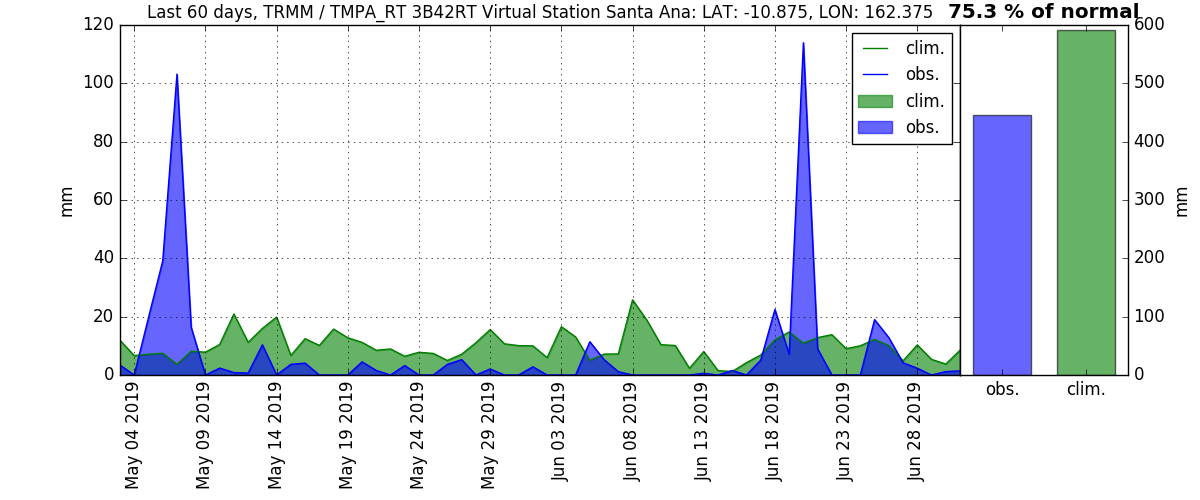 Last 60 days, TRMM / TMPA_RT 3B42RT Virtual Station Santa Ana: LAT: -10.875, LON: 162.375 75.3 % of normal
120
100
80
60
40
20
0
mm
clim.
obs.
clim.
obs.
600
500
400
300
200
100
0
mm
obs. clim.
May 04 2019
May 09 2019
May 14 2019
May 19 2019
May 24 2019
May 29 2019
Jun 03 2019
Jun 08 2019
Jun 13 2019
Jun 18 2019
Jun 23 2019
Jun 28 2019